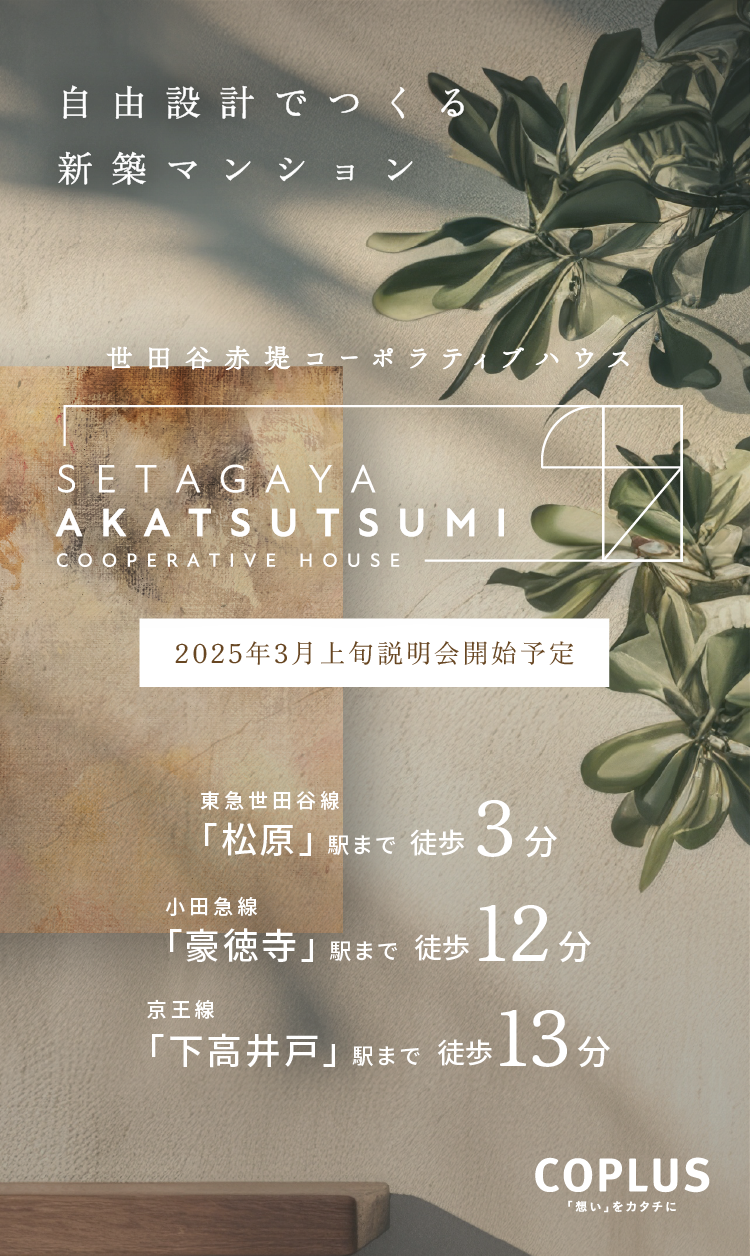 自由設計でつくる
新築マンション
世田谷赤堤コーポラティブハウス
SETAGAYA
AKATSUTSUMI
COOPERATIVE HOUSE
2025年3月上旬説明会開始予定
東急世田谷線
「松原」駅まで 徒歩3分
小田急線
「豪徳寺」駅まで 徒歩12分
京王線
「下高井戸」駅まで 徒歩13分
COPLUS
「想い」をカタチに